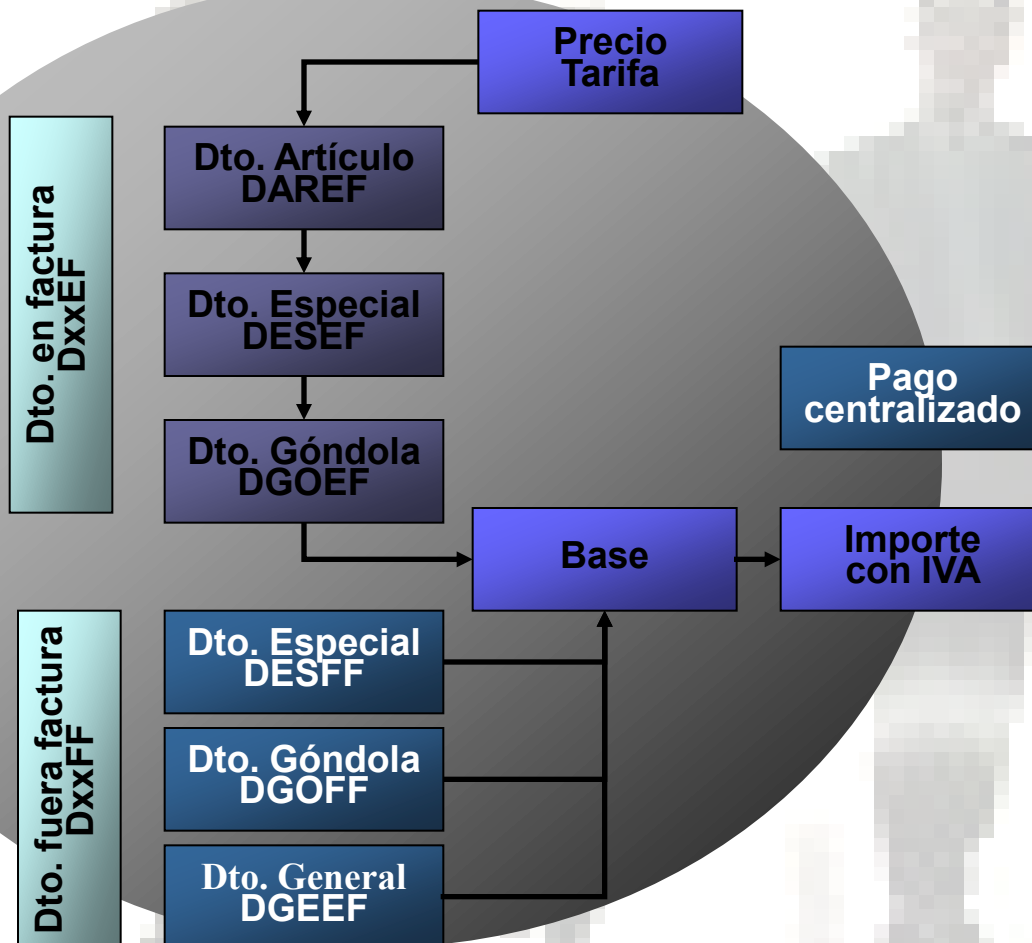 Precio
Tarifa
Dto. en factura
DxxEF
Dto. Artículo
DAREF
Dto. Especial
DESEF
Dto. Góndola
DGOEF
Pago
centralizado
Base
Importe
con IVA
Dto. fuera factura
DxxFF
Dto. Especial
DESFF
Dto. Góndola
DGOFF
Dto. General
DGEEF